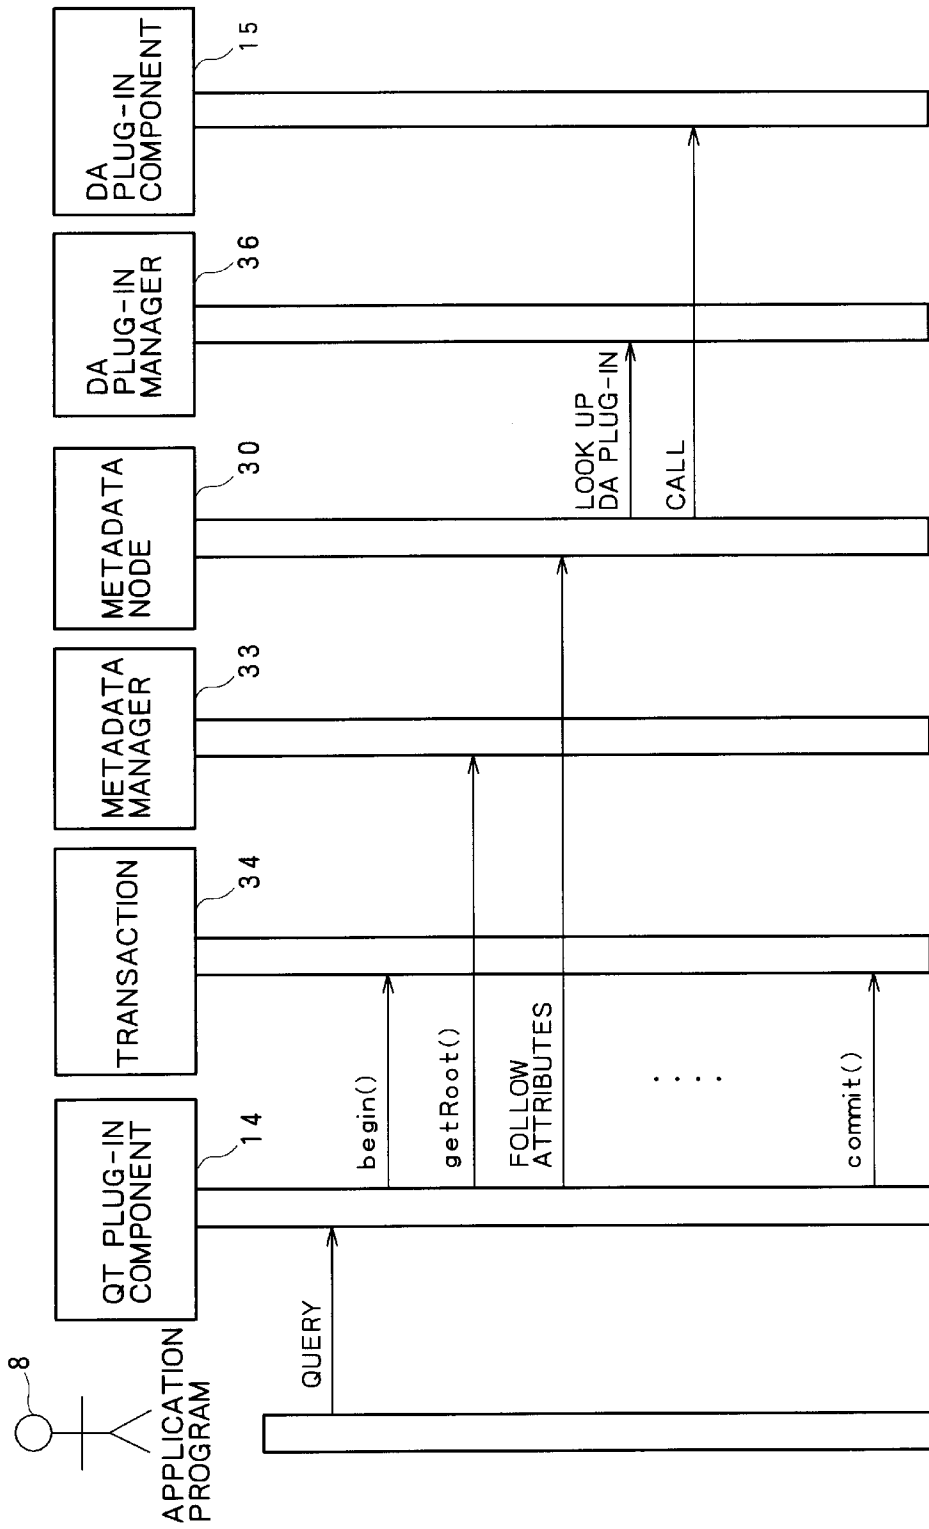 8
APPLICATION
PROGRAM
QT PLUG-IN
COMPONENT
14
TRANSACTION
34
METADATA
MANAGER
33
METADATA
NODE
30
DA
PLUG-IN
MANAGER
36
DA
PLUG-IN
COMPONENT
15
QUERY
begin()
getRoot()
FOLLOW
ATTRIBUTES
LOOK UP
DA PLUG-IN
CALL
....
commit()